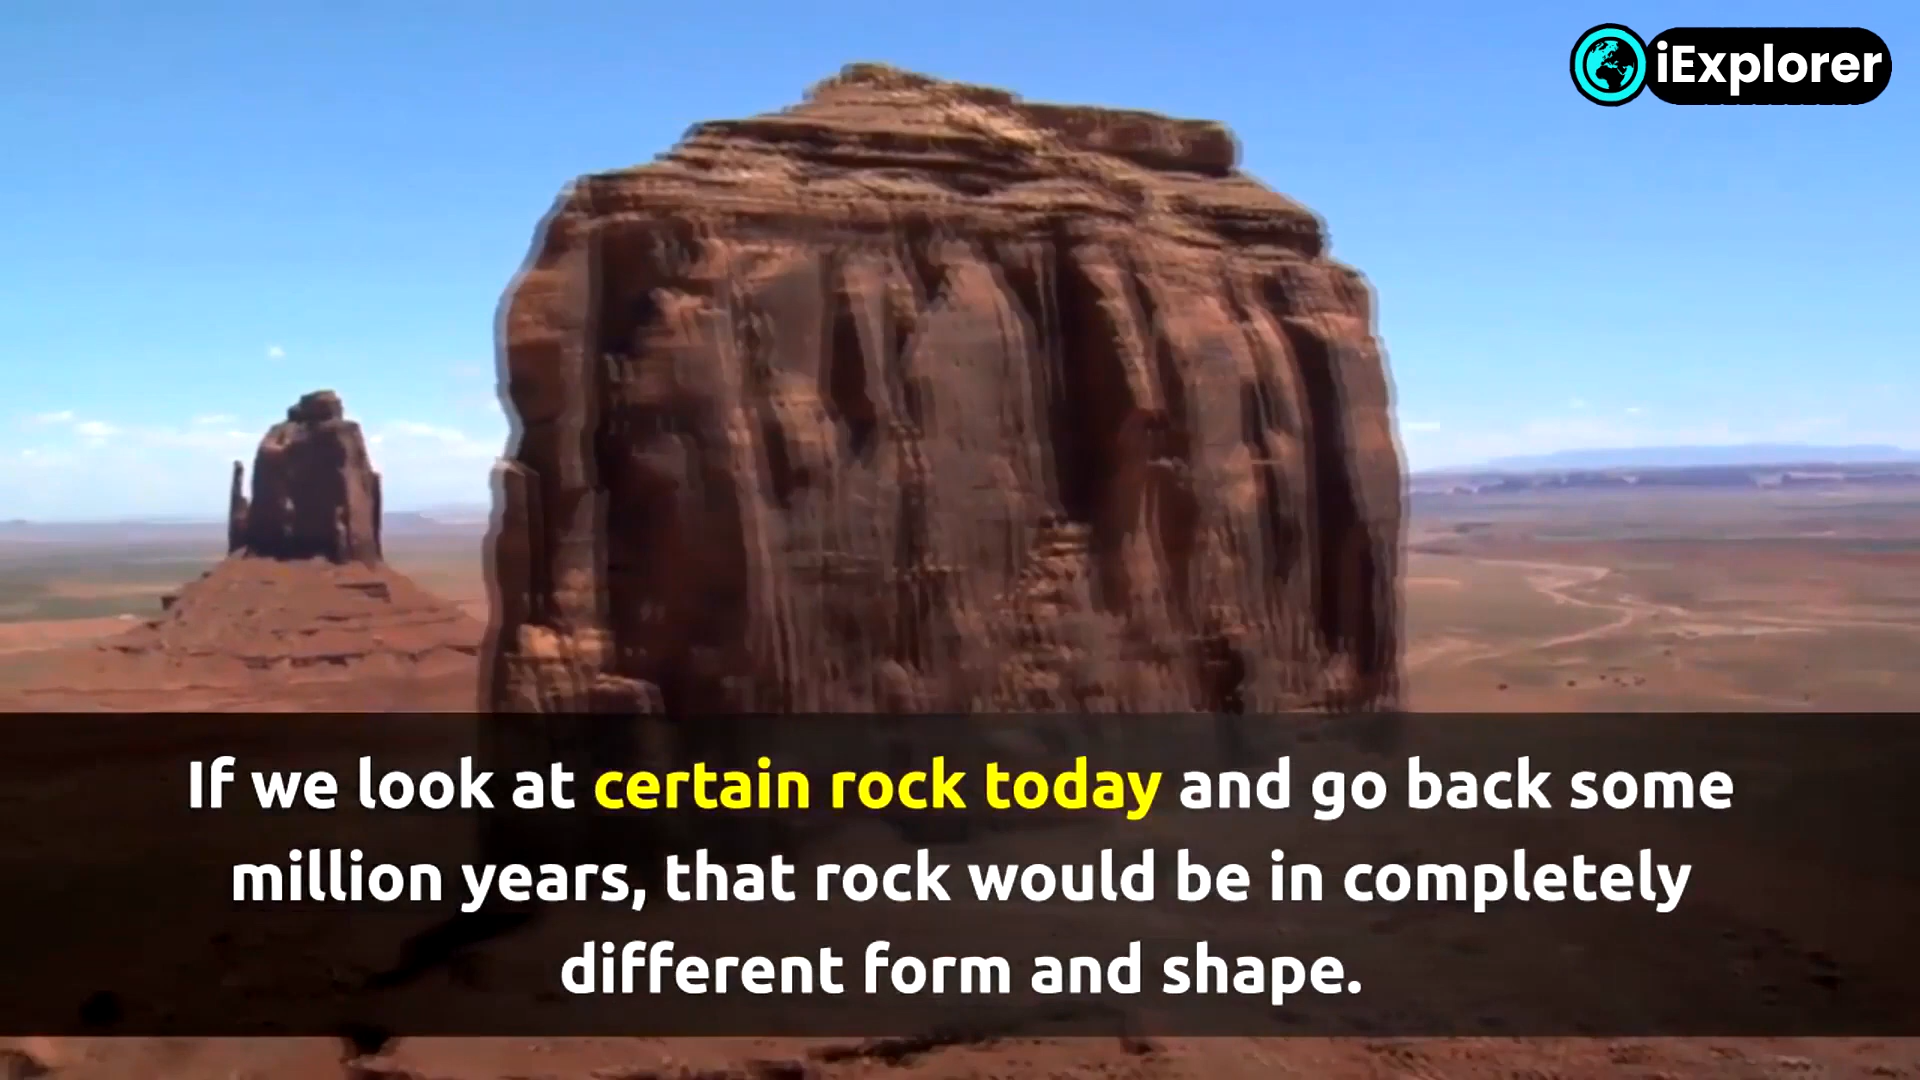 iExplorer
If we look at certain rock today and go back some
million years, that rock would be in completely
different form and shape.